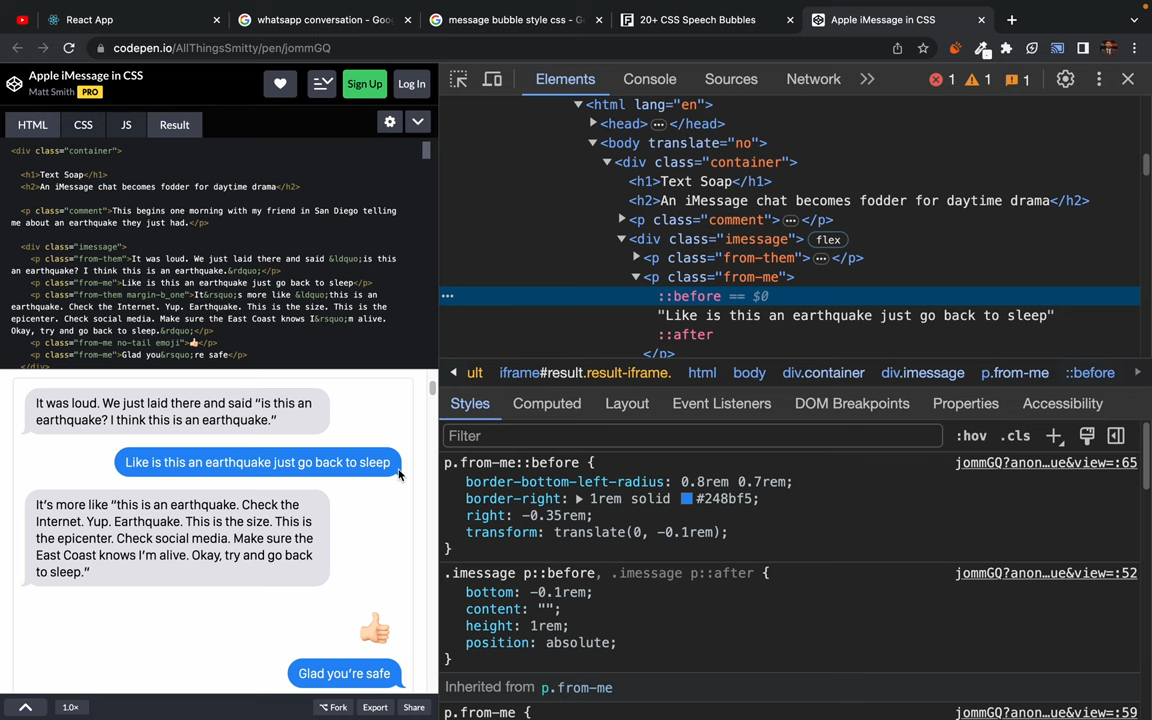 React App
whatsapp conversation - Goo
message bubble style css - G
20+ CSS Speech Bubbles
Apple iMessage in CSS
codepen.io/AllThingsSmitty/pen/jommGQ
Apple iMessage in CSS
Matt Smith PRO
Sign Up
Log In
HTML
CSS
JS
Result
<div class="container">
<h1>Text Soap</h1>
<h2>An iMessage chat becomes fodder for daytime drama</h2>
<p class="comment">This begins one morning with my friend in San Diego telling
me about an earthquake they just had.</p>
<div class="imessage">
<p class="from-them">It was loud. We just laid there and said &ldquo;is this
an earthquake? I think this is an earthquake.&rdquo;</p>
<p class="from-me">Like is this an earthquake just go back to sleep</p>
<p class="from-them margin-b_one">It&rsquo;s more like &ldquo;this is an
earthquake. Check the Internet. Yup. Earthquake. This is the size. This is the
epicenter. Check social media. Make sure the East Coast knows I&rsquo;m alive.
Okay, try and go back to sleep.&rdquo;</p>
<p class="from-me no-tail emoji">👍🏻</p>
<p class="from-me">Glad you&rsquo;re safe</p>
</div>
It was loud. We just laid there and said “is this an
earthquake? I think this is an earthquake.”
Like is this an earthquake just go back to sleep
It’s more like “this is an earthquake. Check the
Internet. Yup. Earthquake. This is the size. This is
the epicenter. Check social media. Make sure the
East Coast knows I’m alive. Okay, try and go back
to sleep.”
Glad you’re safe
1.0×
Fork
Export
Share
Elements
Console
Sources
Network
1
1
1
<html lang="en">
<head> … </head>
<body translate="no">
<div class="container">
<h1>Text Soap</h1>
<h2>An iMessage chat becomes fodder for daytime drama</h2>
<p class="comment"> … </p>
<div class="imessage"> flex
<p class="from-them"> … </p>
<p class="from-me">
::before == $0
"Like is this an earthquake just go back to sleep"
::after
</p>
ult iframe#result.result-iframe. html body div.container div.imessage p.from-me ::before
Styles Computed Layout Event Listeners DOM Breakpoints Properties Accessibility
Filter
:hov .cls
p.from-me::before { jommGQ?anon…ue&view=:65
border-bottom-left-radius: 0.8rem 0.7rem;
border-right: 1rem solid #248bf5;
right: -0.35rem;
transform: translate(0, -0.1rem);
}
.imessage p::before, .imessage p::after { jommGQ?anon…ue&view=:52
bottom: -0.1rem;
content: "";
height: 1rem;
position: absolute;
}
Inherited from p.from-me
p.from-me { jommGQ?anon…ue&view=:59